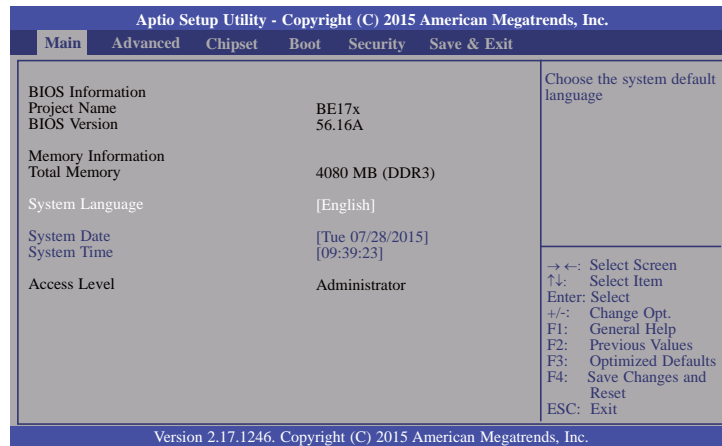 Aptio Setup Utility - Copyright (C) 2015 American Megatrends, Inc.
Main Advanced Chipset Boot Security Save & Exit
BIOS Information
Project Name BE17x
BIOS Version 56.16A
Memory Information
Total Memory 4080 MB (DDR3)
System Language [English]
System Date [Tue 07/28/2015]
System Time [09:39:23]
Access Level Administrator
Choose the system default
language
→←: Select Screen
↑↓: Select Item
Enter: Select
+/-: Change Opt.
F1: General Help
F2: Previous Values
F3: Optimized Defaults
F4: Save Changes and
Reset
ESC: Exit
Version 2.17.1246. Copyright (C) 2015 American Megatrends, Inc.